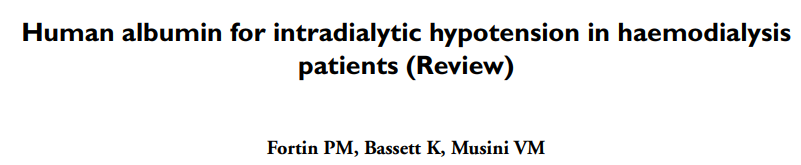 Human albumin for intradialytic hypotension in haemodialysis
patients (Review)
Fortin PM, Bassett K, Musini VM